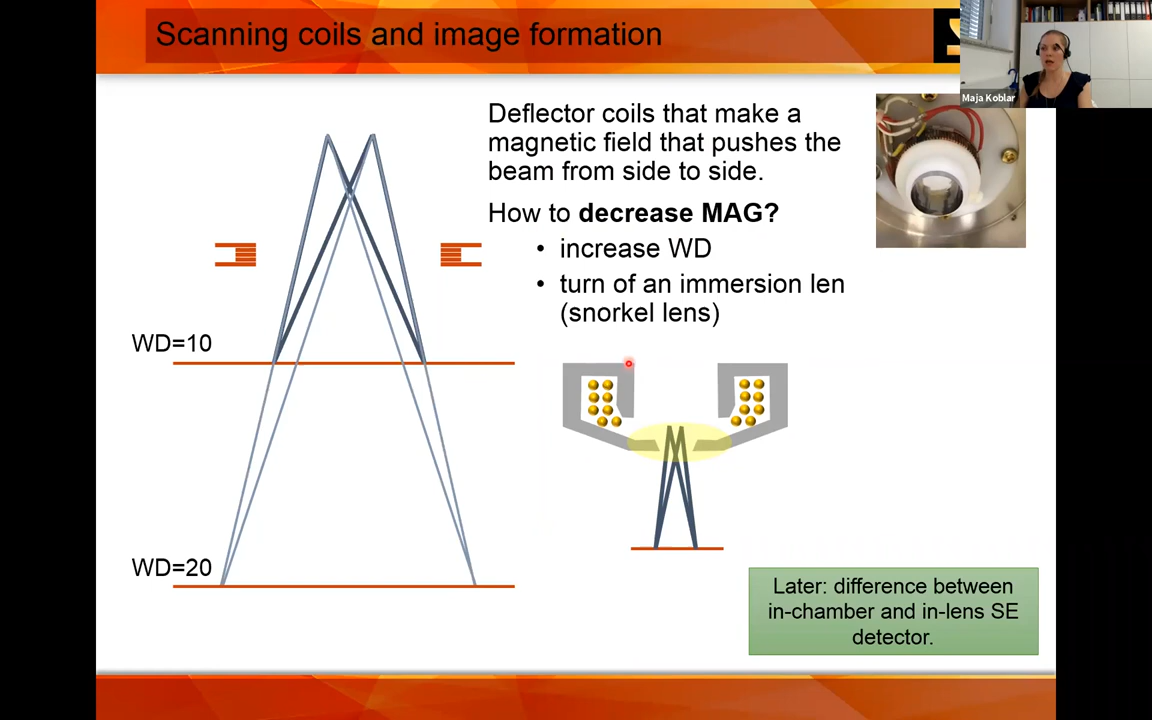 Scanning coils and image formation
Maja Koblar
Deflector coils that make a
magnetic field that pushes the
beam from side to side.
How to decrease MAG?
• increase WD
• turn of an immersion len
(snorkel lens)
WD=10
WD=20
Later: difference between
in-chamber and in-lens SE
detector.